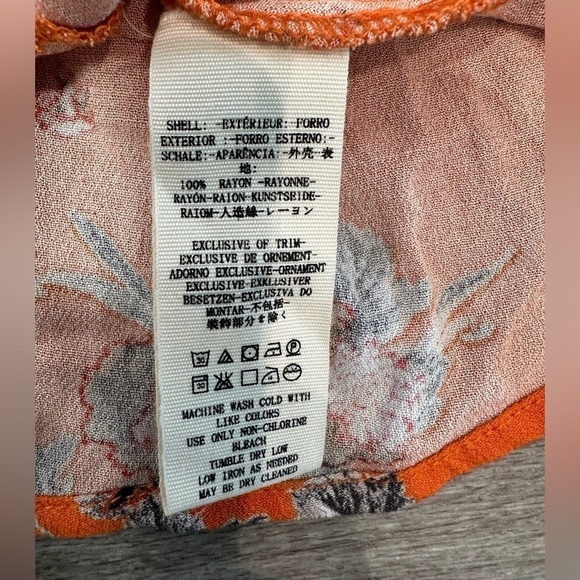 SHELL: -EXTÉRIEUR: FORRO
EXTERIOR : FORRO ESTERNO:-
SCHALE:-APARÊNCIA:-外壳-表
地:
100% RAYON -RAYONNE-
RAYÓN-RAION-KUNSTSEIDE-
RAIOM-人造絲-レーヨン
EXCLUSIVE OF TRIM-
EXCLUSIVE DE ORNEMENT-
ADORNO EXCLUSIVE-ORNAMENT
EXCLUSIVE-EXKLUSIVER
BESETZEN-EXCLUSIVA DO
MONTAR-不包括-
装飾部分を除く
30 P
30
MACHINE WASH COLD WITH
LIKE COLORS
USE ONLY NON-CHLORINE
BLEACH
TUMBLE DRY LOW
LOW IRON AS NEEDED
MAY BE DRY CLEANED